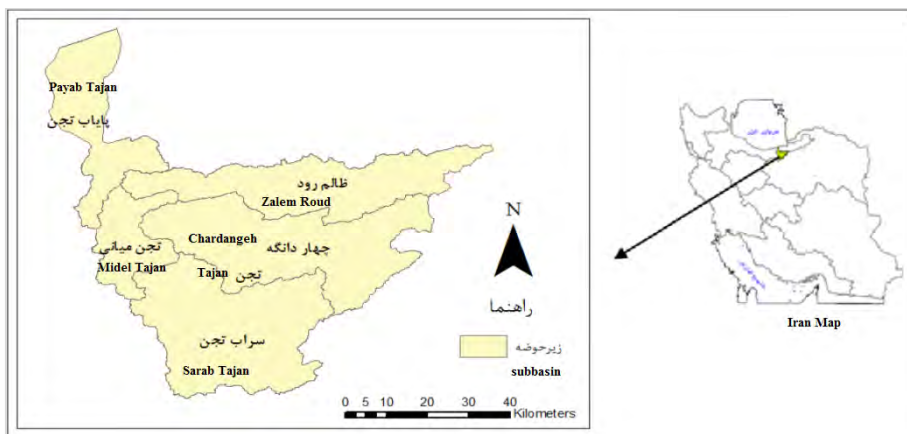 Payab Tajan
پایاب تجن
ظالم رود
Zalem Roud
Chardangeh
چهار دانگه
تجن میانی
Midel Tajan
Tajan
تجن
سراب تجن
Sarab Tajan
N
راهنما
زیرحوضه
subbasin
0 5 10 20 30 40
Kilometers
Iran Map